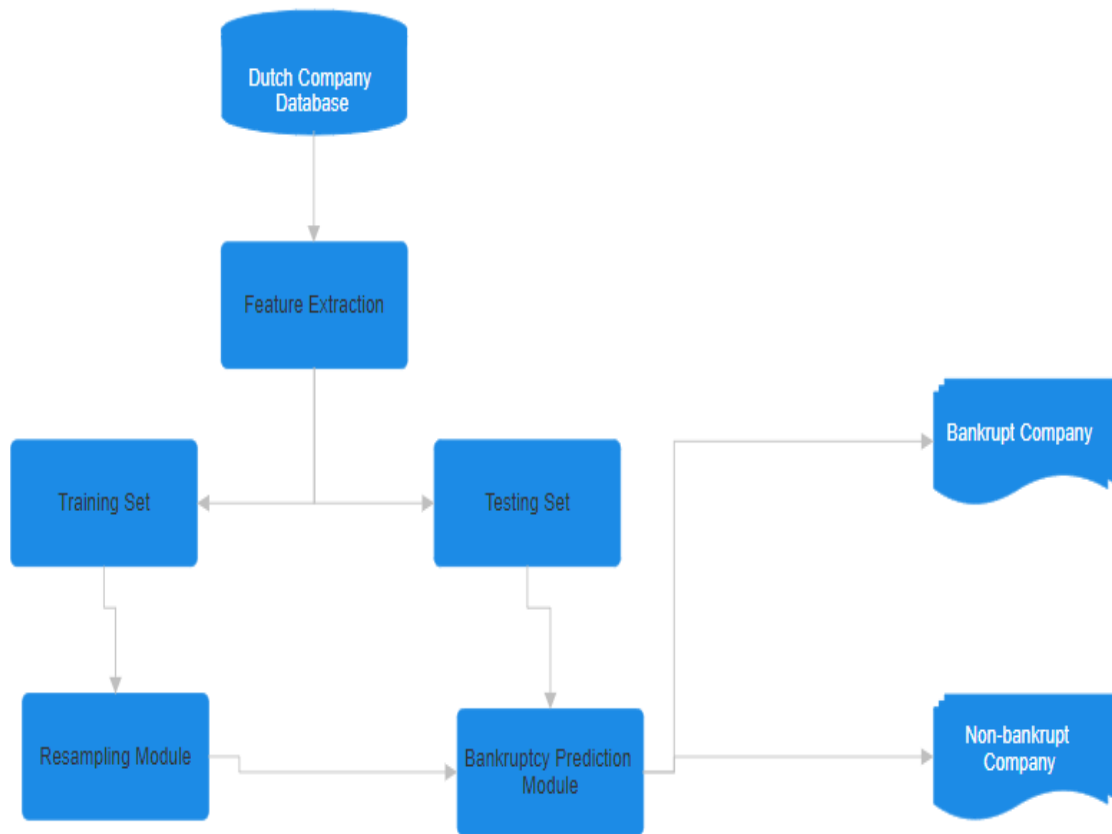 Dutch Company
Database
Feature Extraction
Training Set
Testing Set
Bankrupt Company
Resampling Module
Bankruptcy Prediction
Module
Non-bankrupt
Company